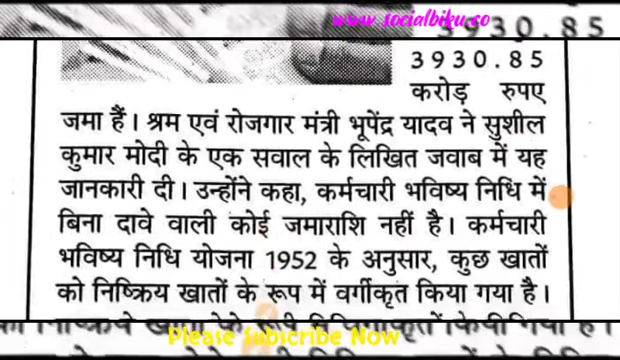 www.socialbiku.co
3930.85
3930.85
करोड़ रुपए
जमा हैं। श्रम एवं रोजगार मंत्री भूपेंद्र यादव ने सुशील
कुमार मोदी के एक सवाल के लिखित जवाब में यह
जानकारी दी। उन्होंने कहा, कर्मचारी भविष्य निधि में
बिना दावे वाली कोई जमाराशि नहीं है। कर्मचारी
भविष्य निधि योजना 1952 के अनुसार, कुछ खातों
को निष्क्रिय खातों के रूप में वर्गीकृत किया गया है।
Please Subscribe Now